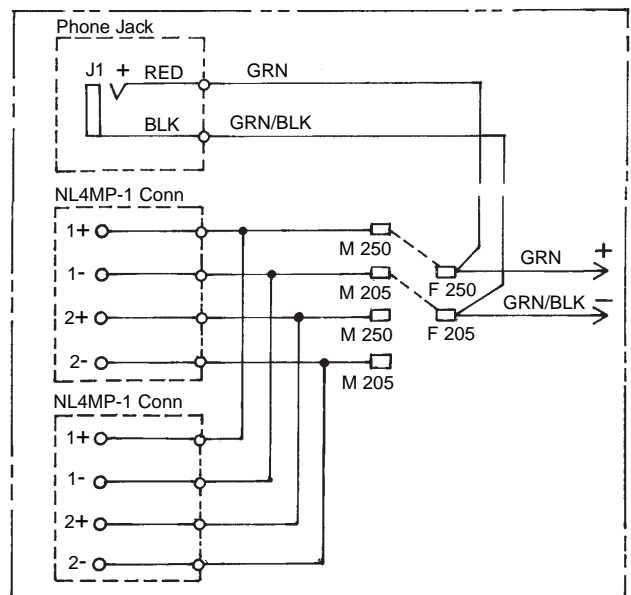 Phone Jack
J1 + RED GRN
BLK GRN/BLK
NL4MP-1 Conn
1+
M 250
1-
GRN +
M 205 F 250
GRN/BLK –
2+
M 250 F 205
2-
M 205
NL4MP-1 Conn
1+
1-
2+
2-